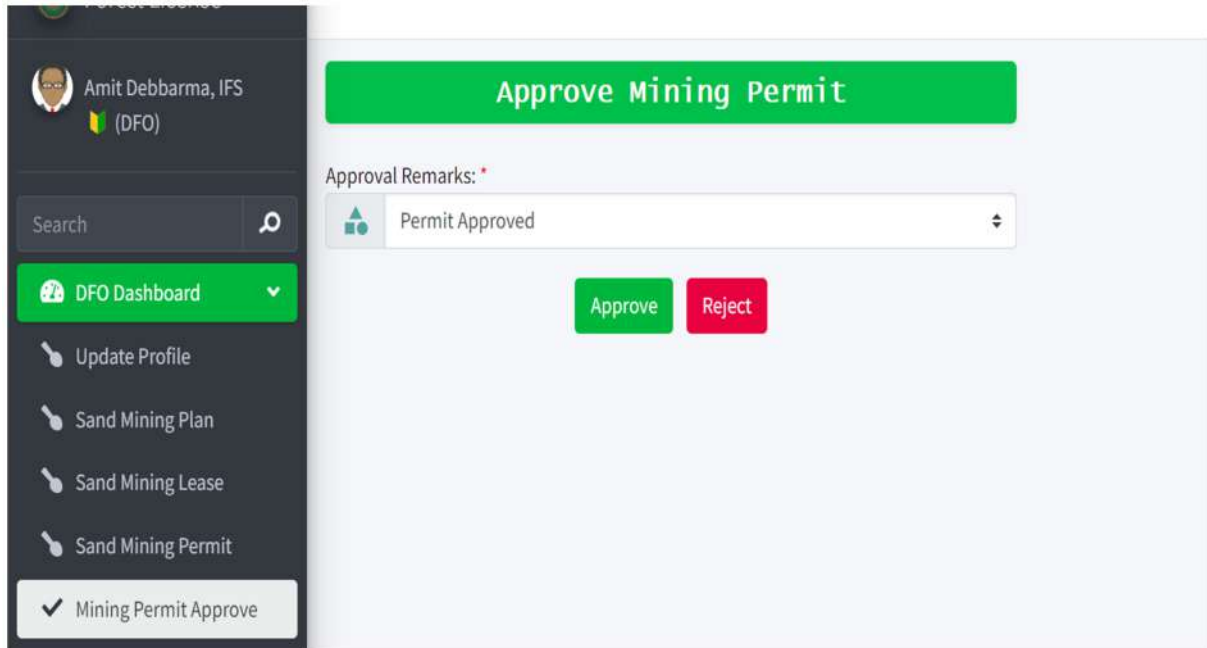 Amit Debbarma, IFS
(DFO)
Search
DFO Dashboard
Update Profile
Sand Mining Plan
Sand Mining Lease
Sand Mining Permit
Mining Permit Approve
Approve Mining Permit
Approval Remarks: *
Permit Approved
Approve
Reject